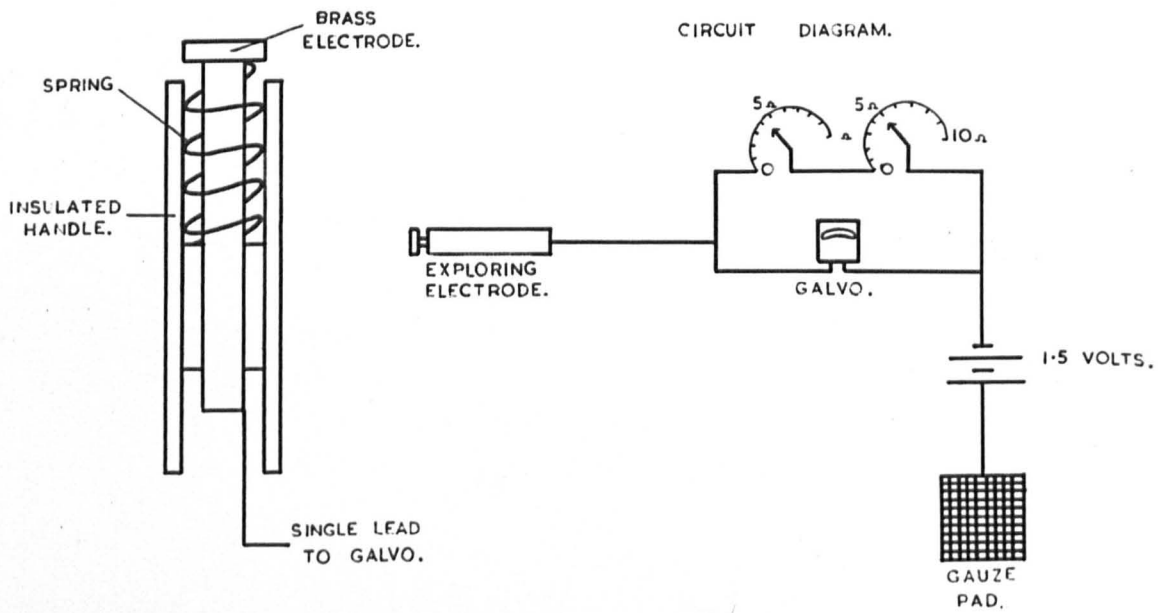 BRASS
ELECTRODE.
SPRING
INSULATED
HANDLE.
SINGLE LEAD
TO GALVO.
CIRCUIT DIAGRAM.
5Ω
Ω
5Ω
10Ω
O
O
EXPLORING
ELECTRODE.
GALVO.
1·5 VOLTS.
GAUZE
PAD.